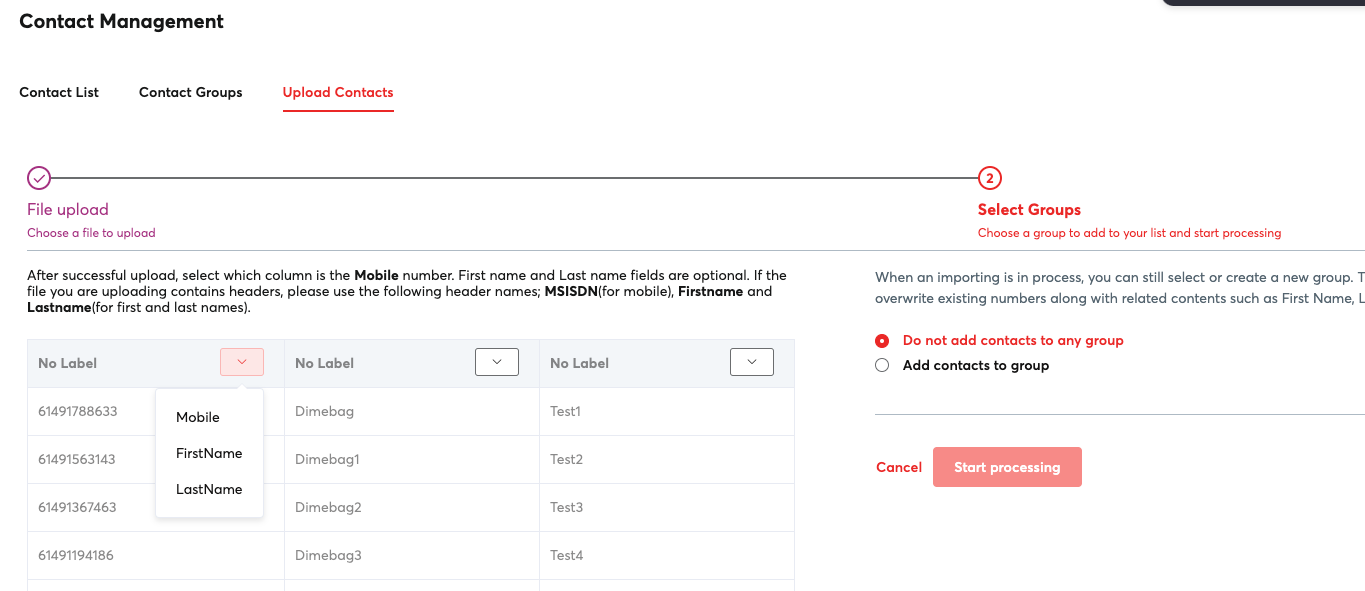 Contact Management
Contact List Contact Groups Upload Contacts
2
File upload
Choose a file to upload
Select Groups
Choose a group to add to your list and start processing
After successful upload, select which column is the Mobile number. First name and Last name fields are optional. If the
file you are uploading contains headers, please use the following header names; MSISDN(for mobile), Firstname and
Lastname(for first and last names).
No Label No Label No Label
61491788633 Dimebag Test1
61491563143 Dimebag1 Test2
61491367463 Dimebag2 Test3
61491194186 Dimebag3 Test4
Mobile
FirstName
LastName
When an importing is in process, you can still select or create a new group. T
overwrite existing numbers along with related contents such as First Name, L
Do not add contacts to any group
Add contacts to group
Cancel Start processing